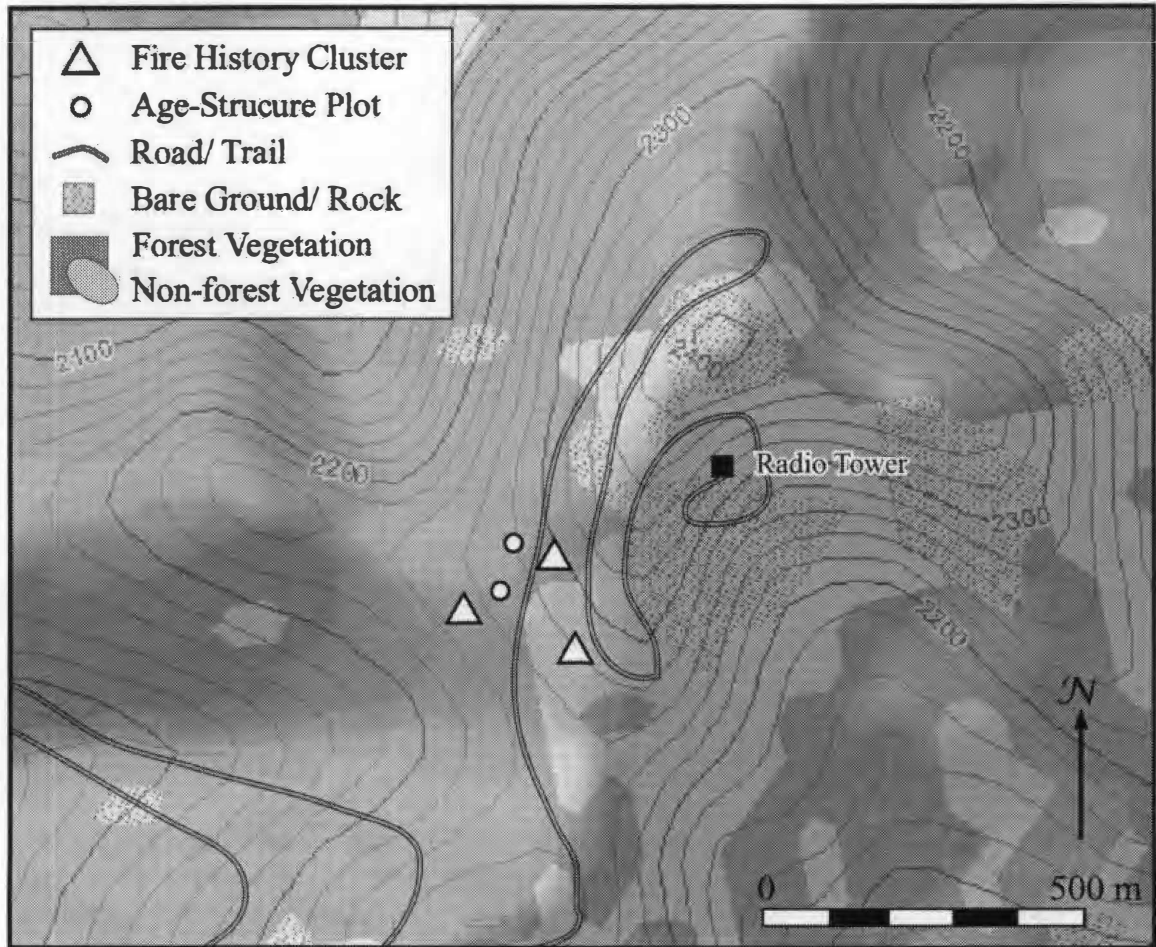 Fire History Cluster
Age-Strucure Plot
Road/ Trail
Bare Ground/ Rock
Forest Vegetation
Non-forest Vegetation
2300
2200
2100
2400
2200
Radio Tower
2300
2200
N
0 500 m